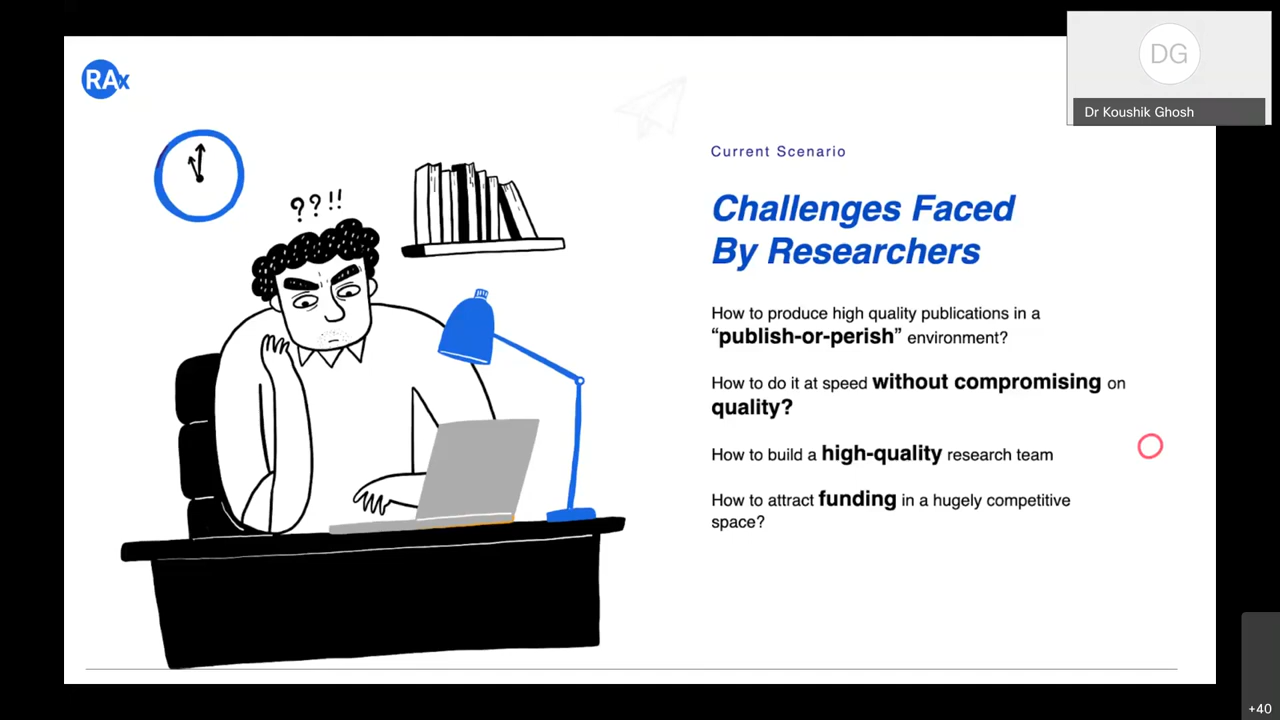 RAx
DG
Dr Koushik Ghosh
Current Scenario
??!!
Challenges Faced
By Researchers
How to produce high quality publications in a
“publish-or-perish” environment?
How to do it at speed without compromising on
quality?
How to build a high-quality research team
How to attract funding in a hugely competitive
space?
+40